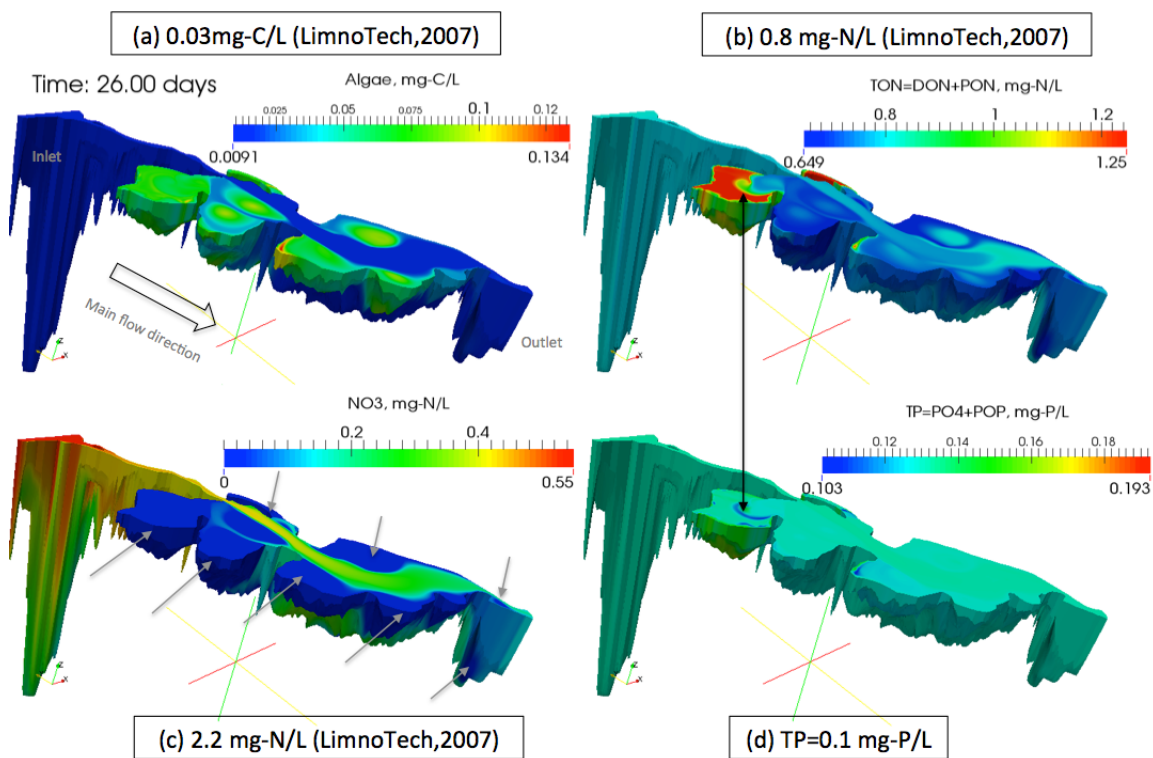 (a) 0.03mg-C/L (LimnoTech,2007)
(b) 0.8 mg-N/L (LimnoTech,2007)
Time: 26.00 days
Algae, mg-C/L
0.025 0.05 0.075 0.1 0.12
0.0091 0.134
Inlet
Main flow direction
Outlet
z
x
TON=DON+PON, mg-N/L
0.8 1 1.2
0.649 1.25
z
x
NO3, mg-N/L
0.2 0.4
0 0.55
z
x
TP=PO4+POP, mg-P/L
0.12 0.14 0.16 0.18
0.103 0.193
z
x
(c) 2.2 mg-N/L (LimnoTech,2007)
(d) TP=0.1 mg-P/L